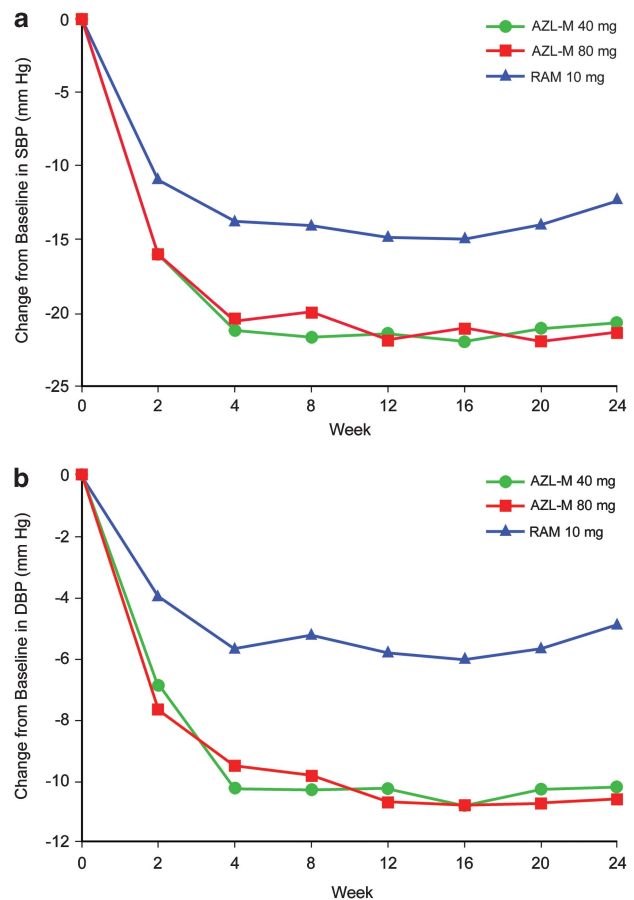 a
AZL-M 40 mg
AZL-M 80 mg
RAM 10 mg
Change from Baseline in SBP (mm Hg)
0
-5
-10
-15
-20
-25
0 2 4 8 12 16 20 24
Week
b
AZL-M 40 mg
AZL-M 80 mg
RAM 10 mg
Change from Baseline in DBP (mm Hg)
0
-2
-4
-6
-8
-10
-12
0 2 4 8 12 16 20 24
Week